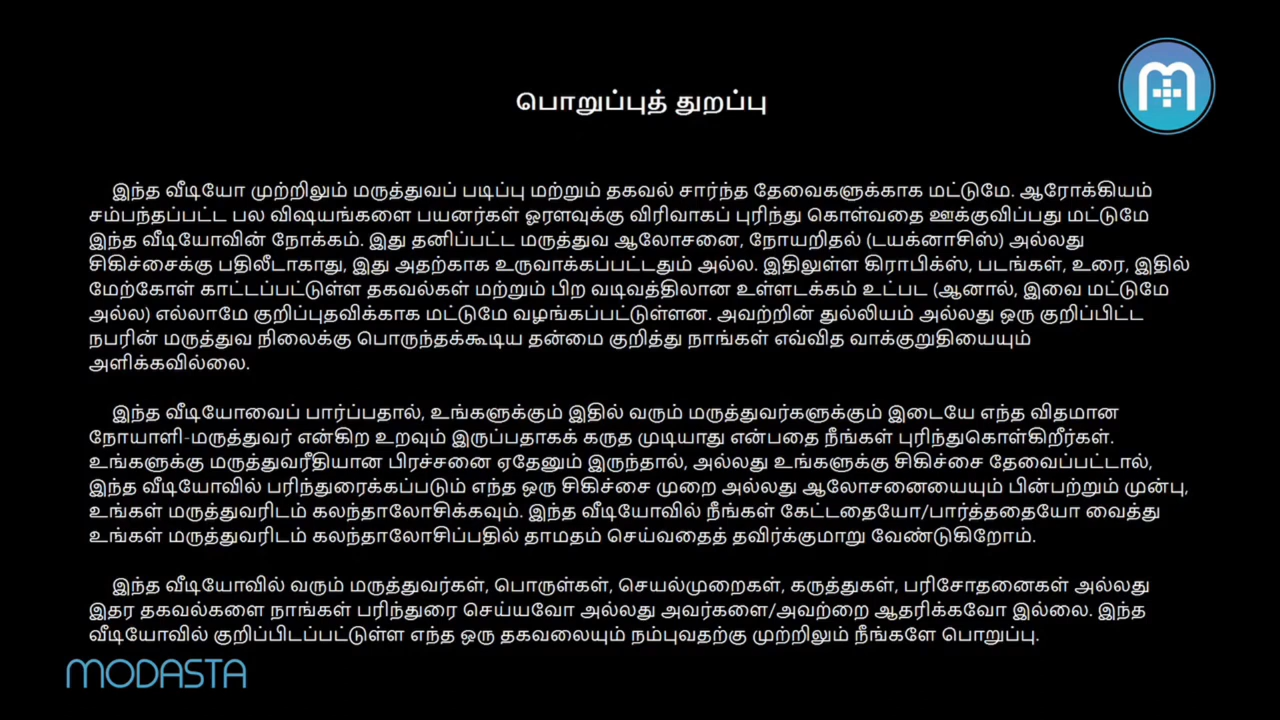 பொறுப்புத் துறப்பு
இந்த வீடியோ முற்றிலும் மருத்துவப் படிப்பு மற்றும் தகவல் சார்ந்த தேவைகளுக்காக மட்டுமே. ஆரோக்கியம்
சம்பந்தப்பட்ட பல விஷயங்களை பயனர்கள் ஓரளவுக்கு விரிவாகப் புரிந்து கொள்வதை ஊக்குவிப்பது மட்டுமே
இந்த வீடியோவின் நோக்கம். இது தனிப்பட்ட மருத்துவ ஆலோசனை, நோயறிதல் (டயக்னாசிஸ்) அல்லது
சிகிச்சைக்கு பதிலீடாகாது, இது அதற்காக உருவாக்கப்பட்டதும் அல்ல. இதிலுள்ள கிராபிக்ஸ், படங்கள், உரை, இதில்
மேற்கோள் காட்டப்பட்டுள்ள தகவல்கள் மற்றும் பிற வடிவத்திலான உள்ளடக்கம் உட்பட (ஆனால், இவை மட்டுமே
அல்ல) எல்லாமே குறிப்புதவிக்காக மட்டுமே வழங்கப்பட்டுள்ளன. அவற்றின் துல்லியம் அல்லது ஒரு குறிப்பிட்ட
நபரின் மருத்துவ நிலைக்கு பொருந்தக்கூடிய தன்மை குறித்து நாங்கள் எவ்வித வாக்குறுதியையும்
அளிக்கவில்லை.
இந்த வீடியோவைப் பார்ப்பதால், உங்களுக்கும் இதில் வரும் மருத்துவர்களுக்கும் இடையே எந்த விதமான
நோயாளி-மருத்துவர் என்கிற உறவும் இருப்பதாகக் கருத முடியாது என்பதை நீங்கள் புரிந்துகொள்கிறீர்கள்.
உங்களுக்கு மருத்துவரீதியான பிரச்சனை ஏதேனும் இருந்தால், அல்லது உங்களுக்கு சிகிச்சை தேவைப்பட்டால்,
இந்த வீடியோவில் பரிந்துரைக்கப்படும் எந்த ஒரு சிகிச்சை முறை அல்லது ஆலோசனையையும் பின்பற்றும் முன்பு,
உங்கள் மருத்துவரிடம் கலந்தாலோசிக்கவும். இந்த வீடியோவில் நீங்கள் கேட்டதையோ/பார்த்ததையோ வைத்து
உங்கள் மருத்துவரிடம் கலந்தாலோசிப்பதில் தாமதம் செய்வதைத் தவிர்க்குமாறு வேண்டுகிறோம்.
இந்த வீடியோவில் வரும் மருத்துவர்கள், பொருள்கள், செயல்முறைகள், கருத்துகள், பரிசோதனைகள் அல்லது
இதர தகவல்களை நாங்கள் பரிந்துரை செய்யவோ அல்லது அவர்களை/அவற்றை ஆதரிக்கவோ இல்லை. இந்த
வீடியோவில் குறிப்பிடப்பட்டுள்ள எந்த ஒரு தகவலையும் நம்புவதற்கு முற்றிலும் நீங்களே பொறுப்பு.
MODASTA